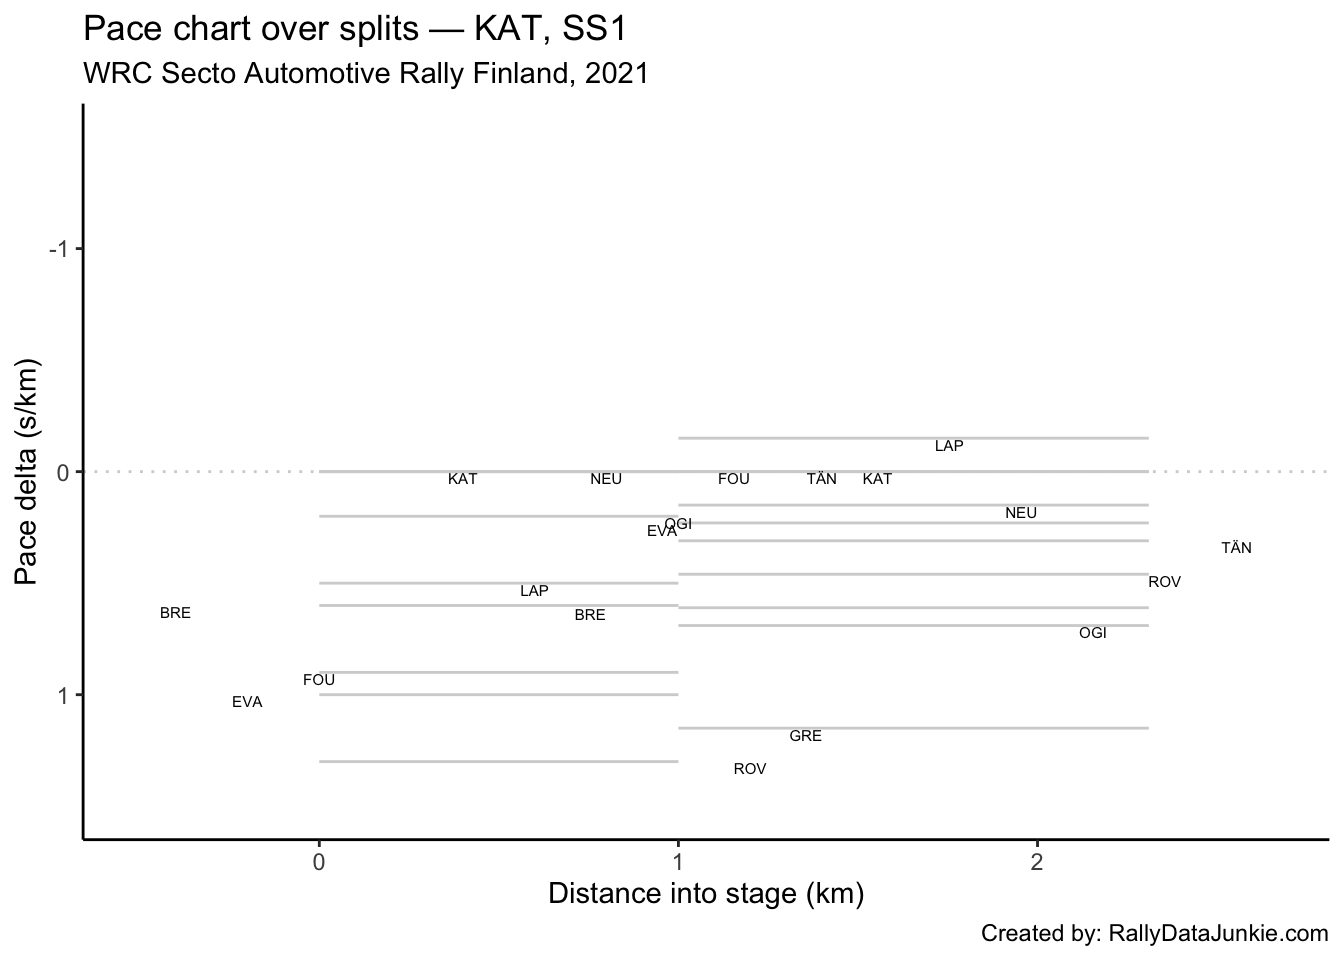 Pace chart over splits — KAT, SS1
WRC Secto Automotive Rally Finland, 2021
Pace delta (s/km)
-1
0
1
LAP
KAT NEU FOU TÄN KAT
NEU
OGI
EVA
TÄN
ROV
LAP
BRE BRE
OGI
FOU
EVA
GRE
ROV
0 1 2
Distance into stage (km)
Created by: RallyDataJunkie.com